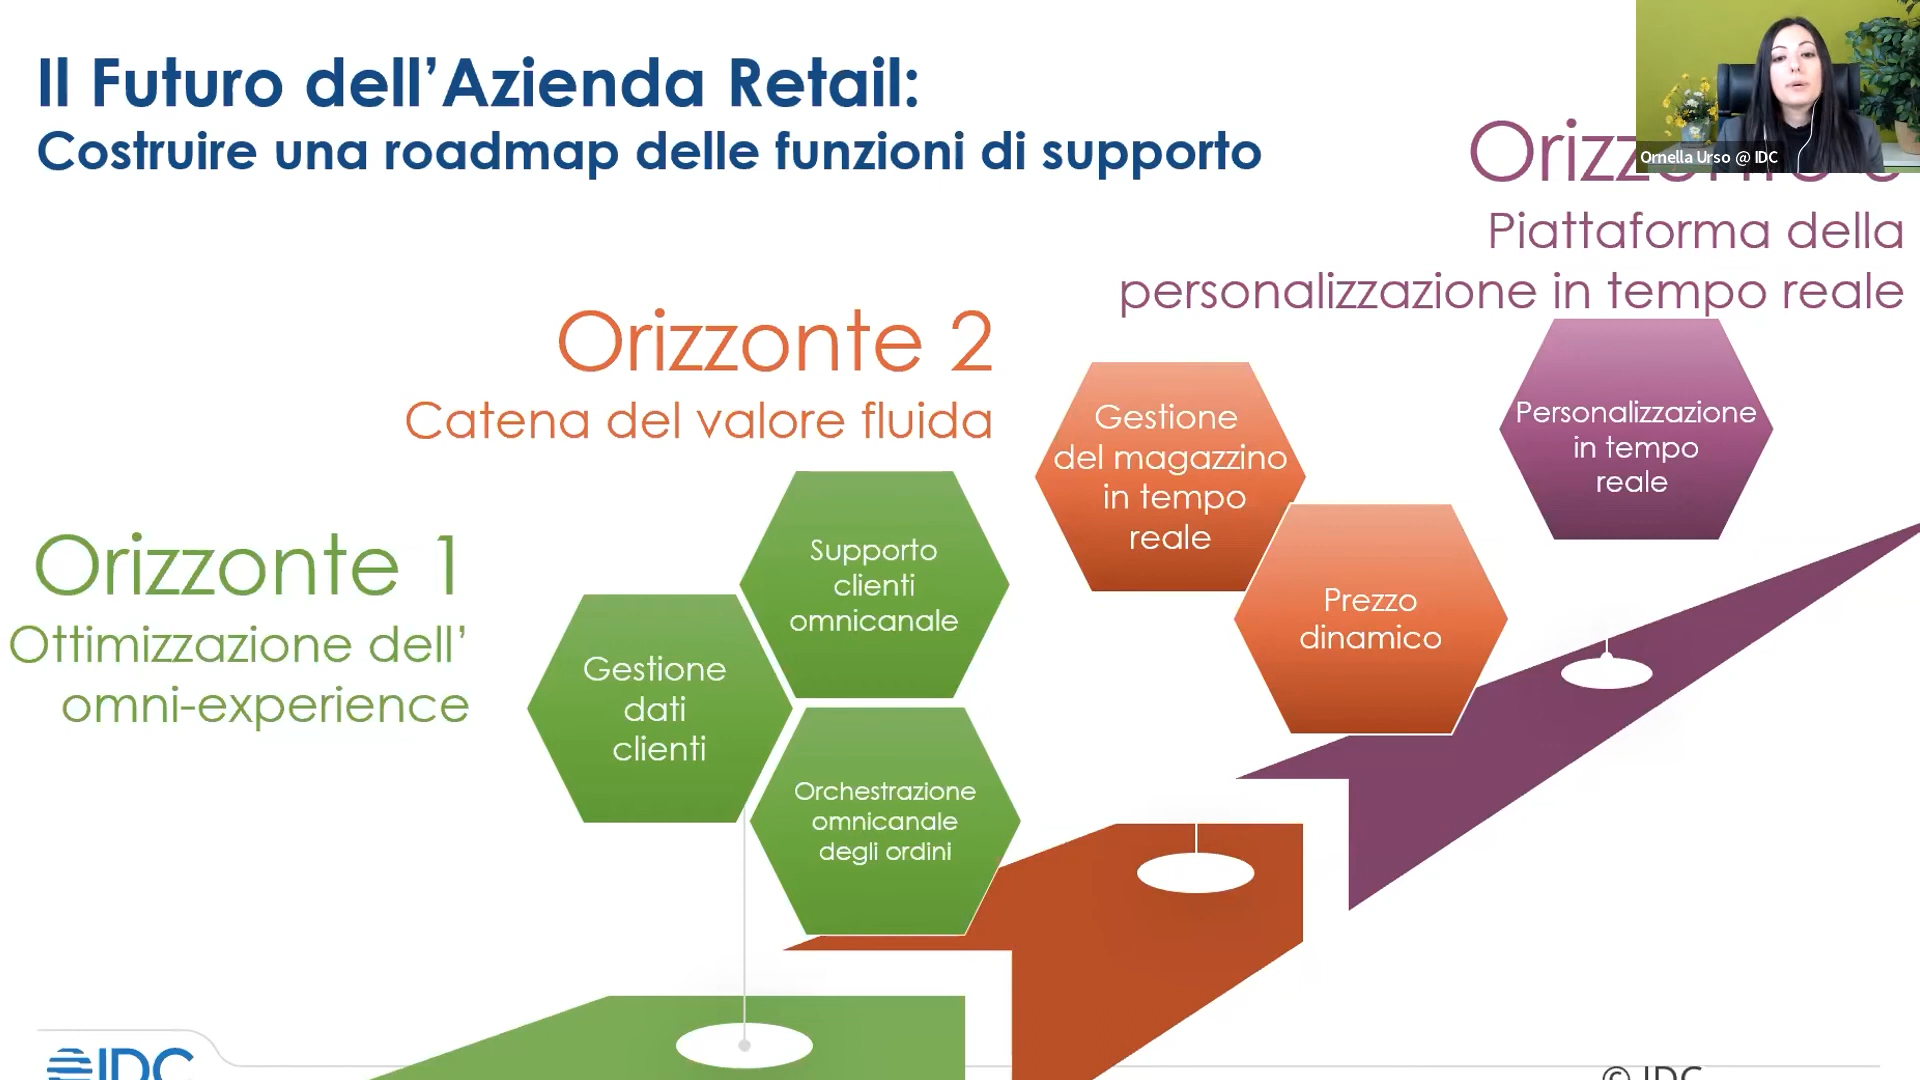 Il Futuro dell’Azienda Retail:
Costruire una roadmap delle funzioni di supporto
Ornella Urso @ IDC
Piattaforma della
personalizzazione in tempo reale
Orizzonte 2
Catena del valore fluida
Orizzonte 1
Ottimizzazione dell’
omni-experience
Gestione
dati
clienti
Supporto
clienti
omnicanale
Orchestrazione
omnicanale
degli ordini
Gestione
del magazzino
in tempo
reale
Prezzo
dinamico
Personalizzazione
in tempo
reale
IDC
© IDC